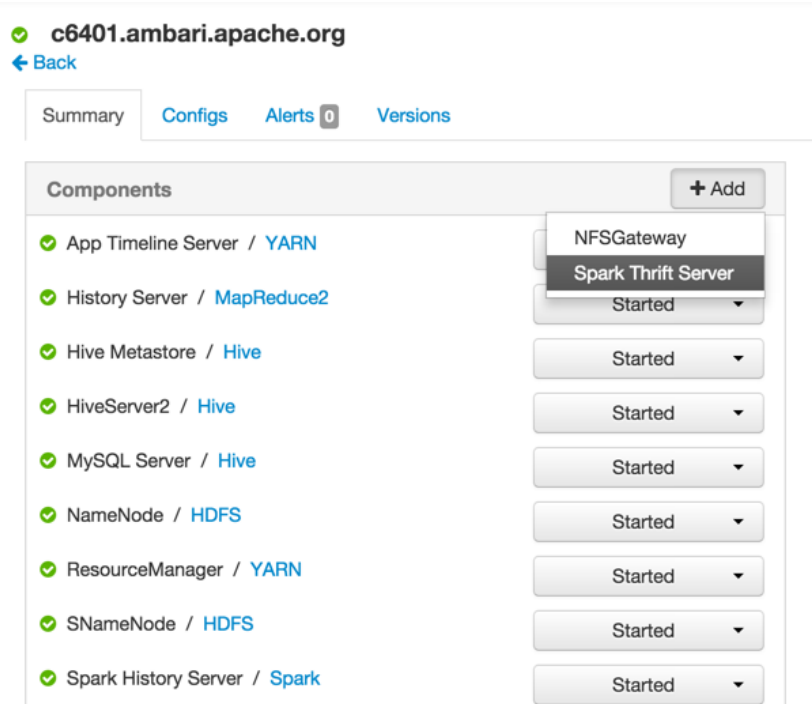 c6401.ambari.apache.org
Back
Summary Configs Alerts 0 Versions
Components + Add
NFSGateway
Spark Thrift Server
App Timeline Server / YARN
History Server / MapReduce2 Started
Hive Metastore / Hive Started
HiveServer2 / Hive Started
MySQL Server / Hive Started
NameNode / HDFS Started
ResourceManager / YARN Started
SNameNode / HDFS Started
Spark History Server / Spark Started